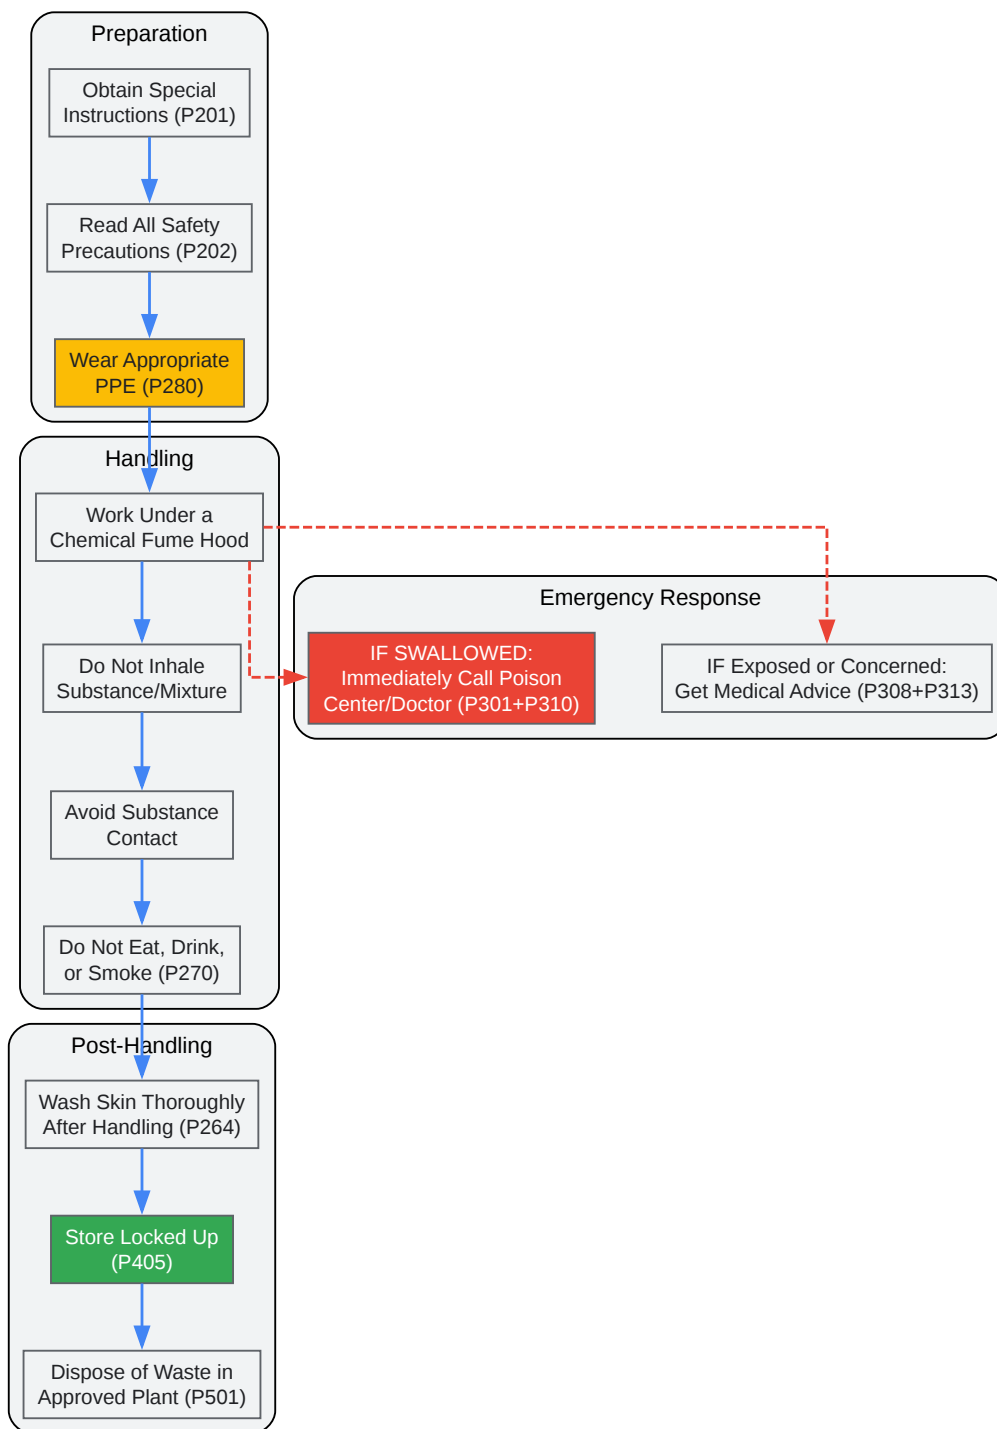 Preparation
Obtain Special
Instructions (P201)
Read All Safety
Precautions (P202)
Wear Appropriate
PPE (P280)
Handling
Work Under a
Chemical Fume Hood
Do Not Inhale
Substance/Mixture
Avoid Substance
Contact
Do Not Eat, Drink,
or Smoke (P270)
Emergency Response
IF SWALLOWED:
Immediately Call Poison
Center/Doctor (P301+P310)
IF Exposed or Concerned:
Get Medical Advice (P308+P313)
Post-Handling
Wash Skin Thoroughly
After Handling (P264)
Store Locked Up
(P405)
Dispose of Waste in
Approved Plant (P501)